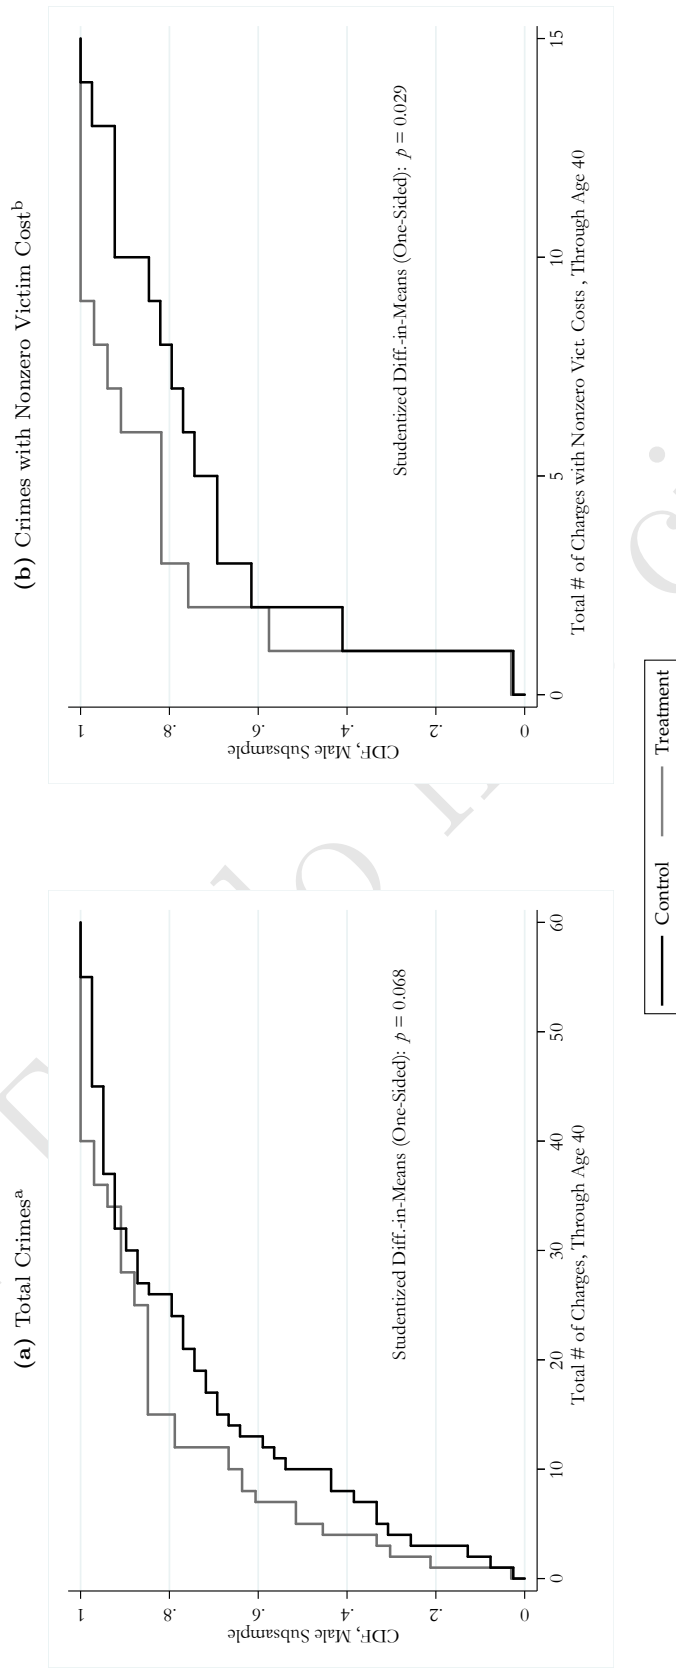 (a) Total Crimesᵃ
CDF, Male Subsample
1
.8
.6
.4
.2
0
Studentized Diff.-in-Means (One-Sided): p = 0.068
0 10 20 30 40 50 60
Total # of Charges, Through Age 40
(b) Crimes with Nonzero Victim Costᵇ
CDF, Male Subsample
1
.8
.6
.4
.2
0
Studentized Diff.-in-Means (One-Sided): p = 0.029
0 5 10 15
Total # of Charges with Nonzero Vict. Costs , Through Age 40
Control Treatment